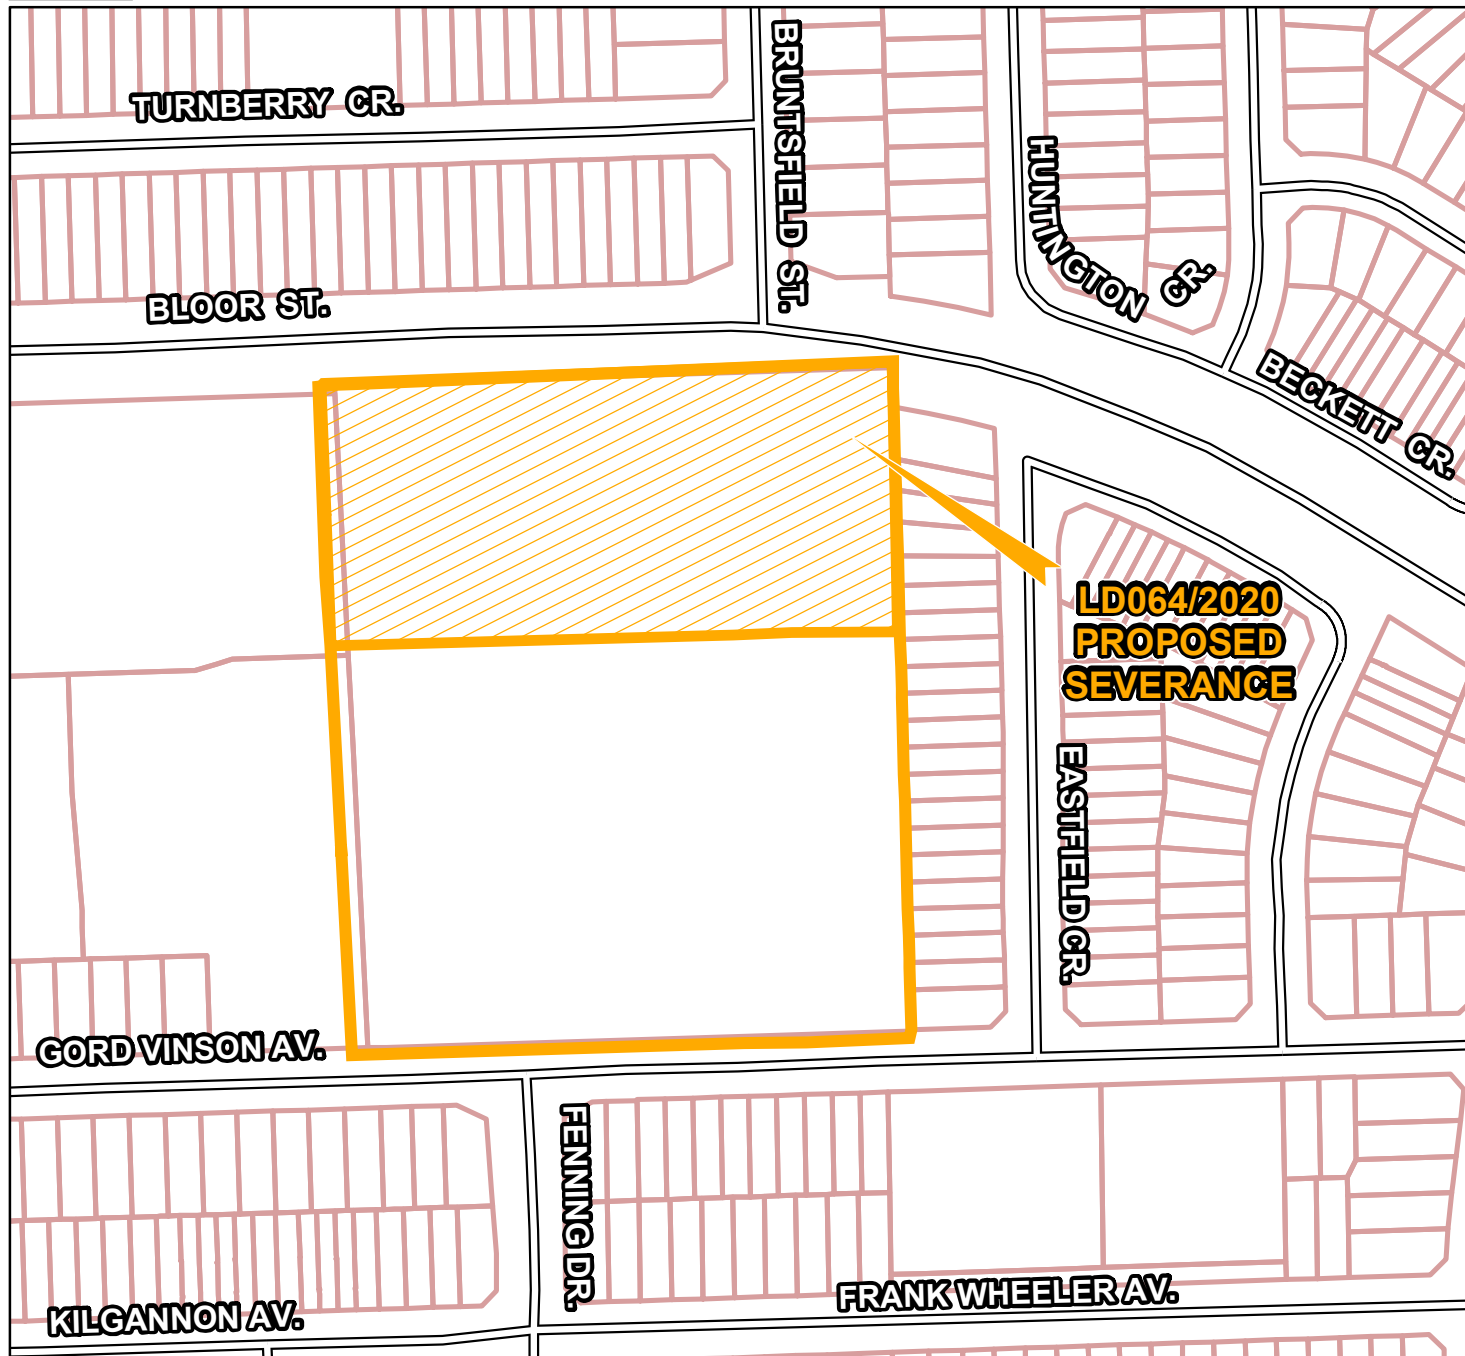 TURNBERRY CR.
BRUNTSFIELD ST.
HUNTINGTON CR.
BLOOR ST.
BECKETT CR.
LD064/2020
PROPOSED
SEVERANCE
EASTFIELD CR.
GORD VINSON AV.
FENNING DR.
KILGANNON AV.
FRANK WHEELER AV.